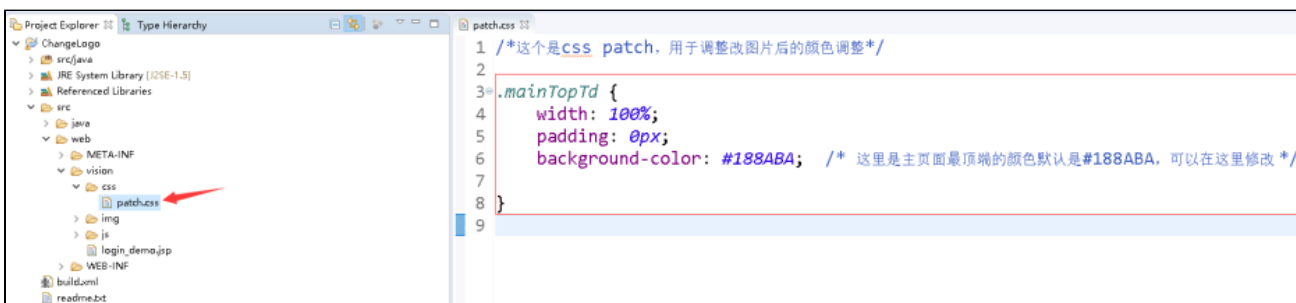 Project Explorer
Type Hierarchy
ChangeLogo
src/java
JRE System Library [J2SE-1.5]
Referenced Libraries
src
java
web
META-INF
vision
css
patch.css
img
js
login_demo.jsp
WEB-INF
build.xml
readme.txt
patch.css
1 /*这个是css patch，用于调整改图片后的颜色调整*/
2
3 .mainTopTd {
4 width: 100%;
5 padding: 0px;
6 background-color: #188ABA; /* 这里是主页面最顶端的颜色默认是#188ABA，可以在这里修改 */
7
8 }
9